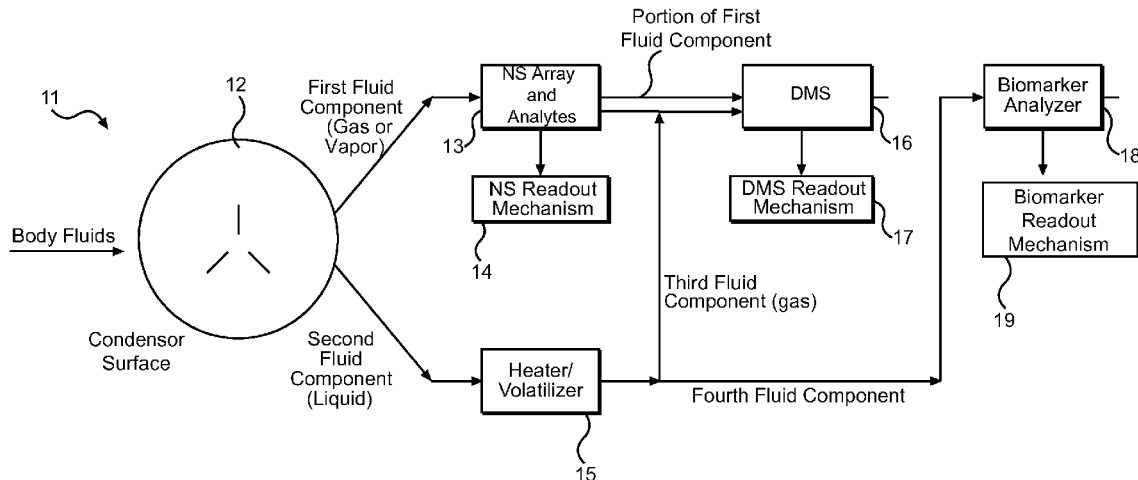 11
12
Body Fluids
Condensor
Surface
First Fluid
Component
(Gas or
Vapor)
Second
Fluid
Component
(Liquid)
NS Array
and
Analytes
13
NS Readout
Mechanism
14
Heater/
Volatilizer
15
Portion of First
Fluid Component
DMS
16
DMS Readout
Mechanism
17
Third Fluid
Component (gas)
Fourth Fluid Component
Biomarker
Analyzer
18
Biomarker
Readout
Mechanism
19